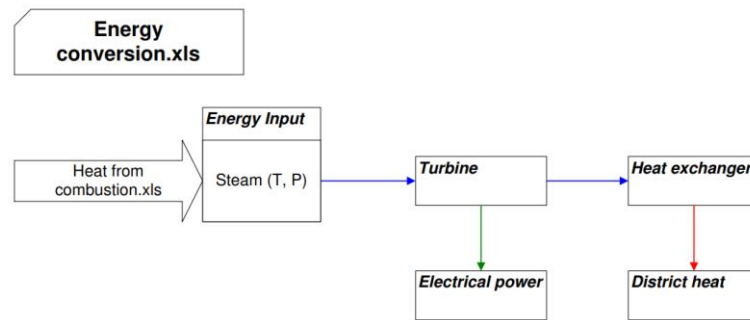 Energy
conversion.xls
Energy Input
Heat from
combustion.xls
Steam (T, P)
Turbine
Heat exchanger
Electrical power
District heat